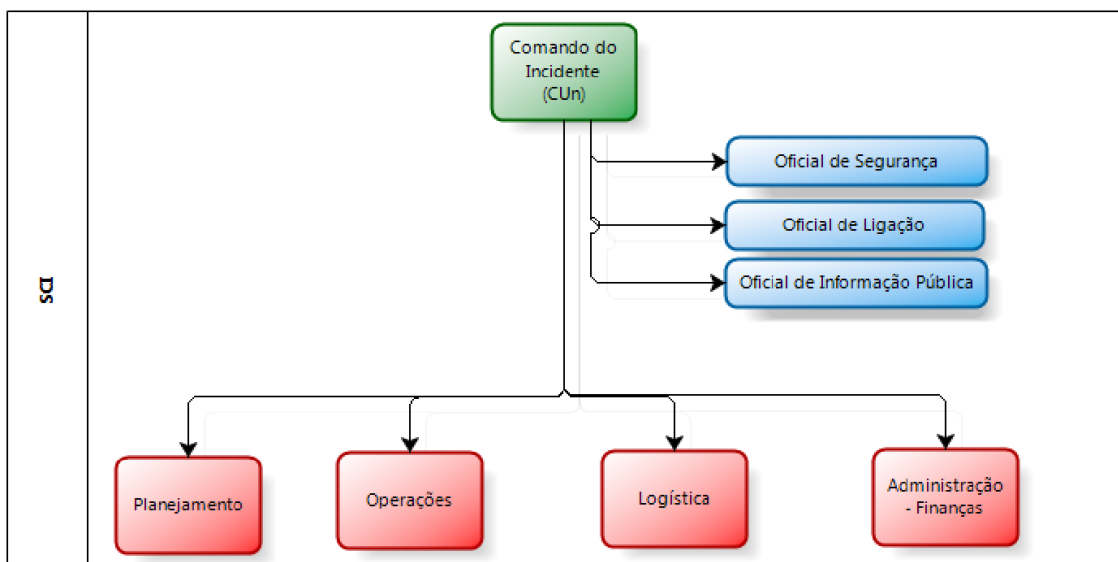 SCI
Comando do
Incidente
(CUn)
Oficial de Segurança
Oficial de Ligação
Oficial de Informação Pública
Planejamento
Operações
Logística
Administração
- Finanças